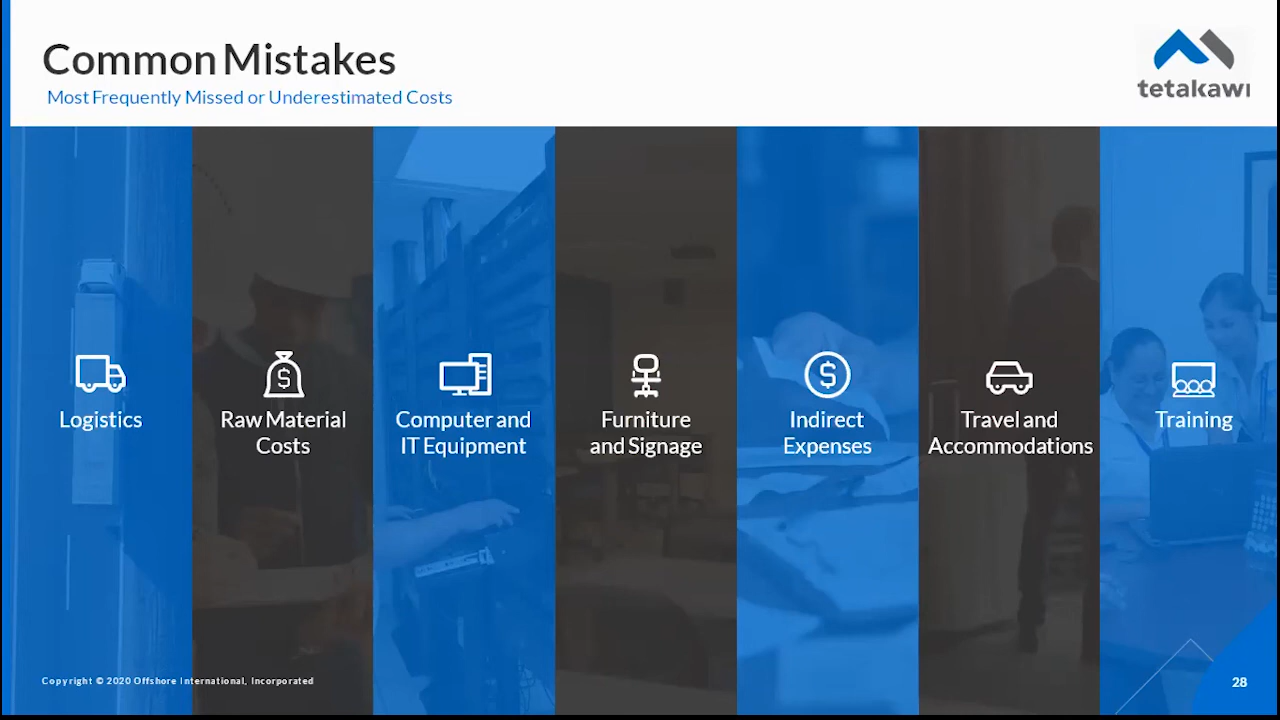 Common Mistakes
Most Frequently Missed or Underestimated Costs
tetakawi
Logistics
Raw Material
Costs
Computer and
IT Equipment
Furniture
and Signage
Indirect
Expenses
Travel and
Accommodations
Training
Copyright © 2020 Offshore International, Incorporated
28